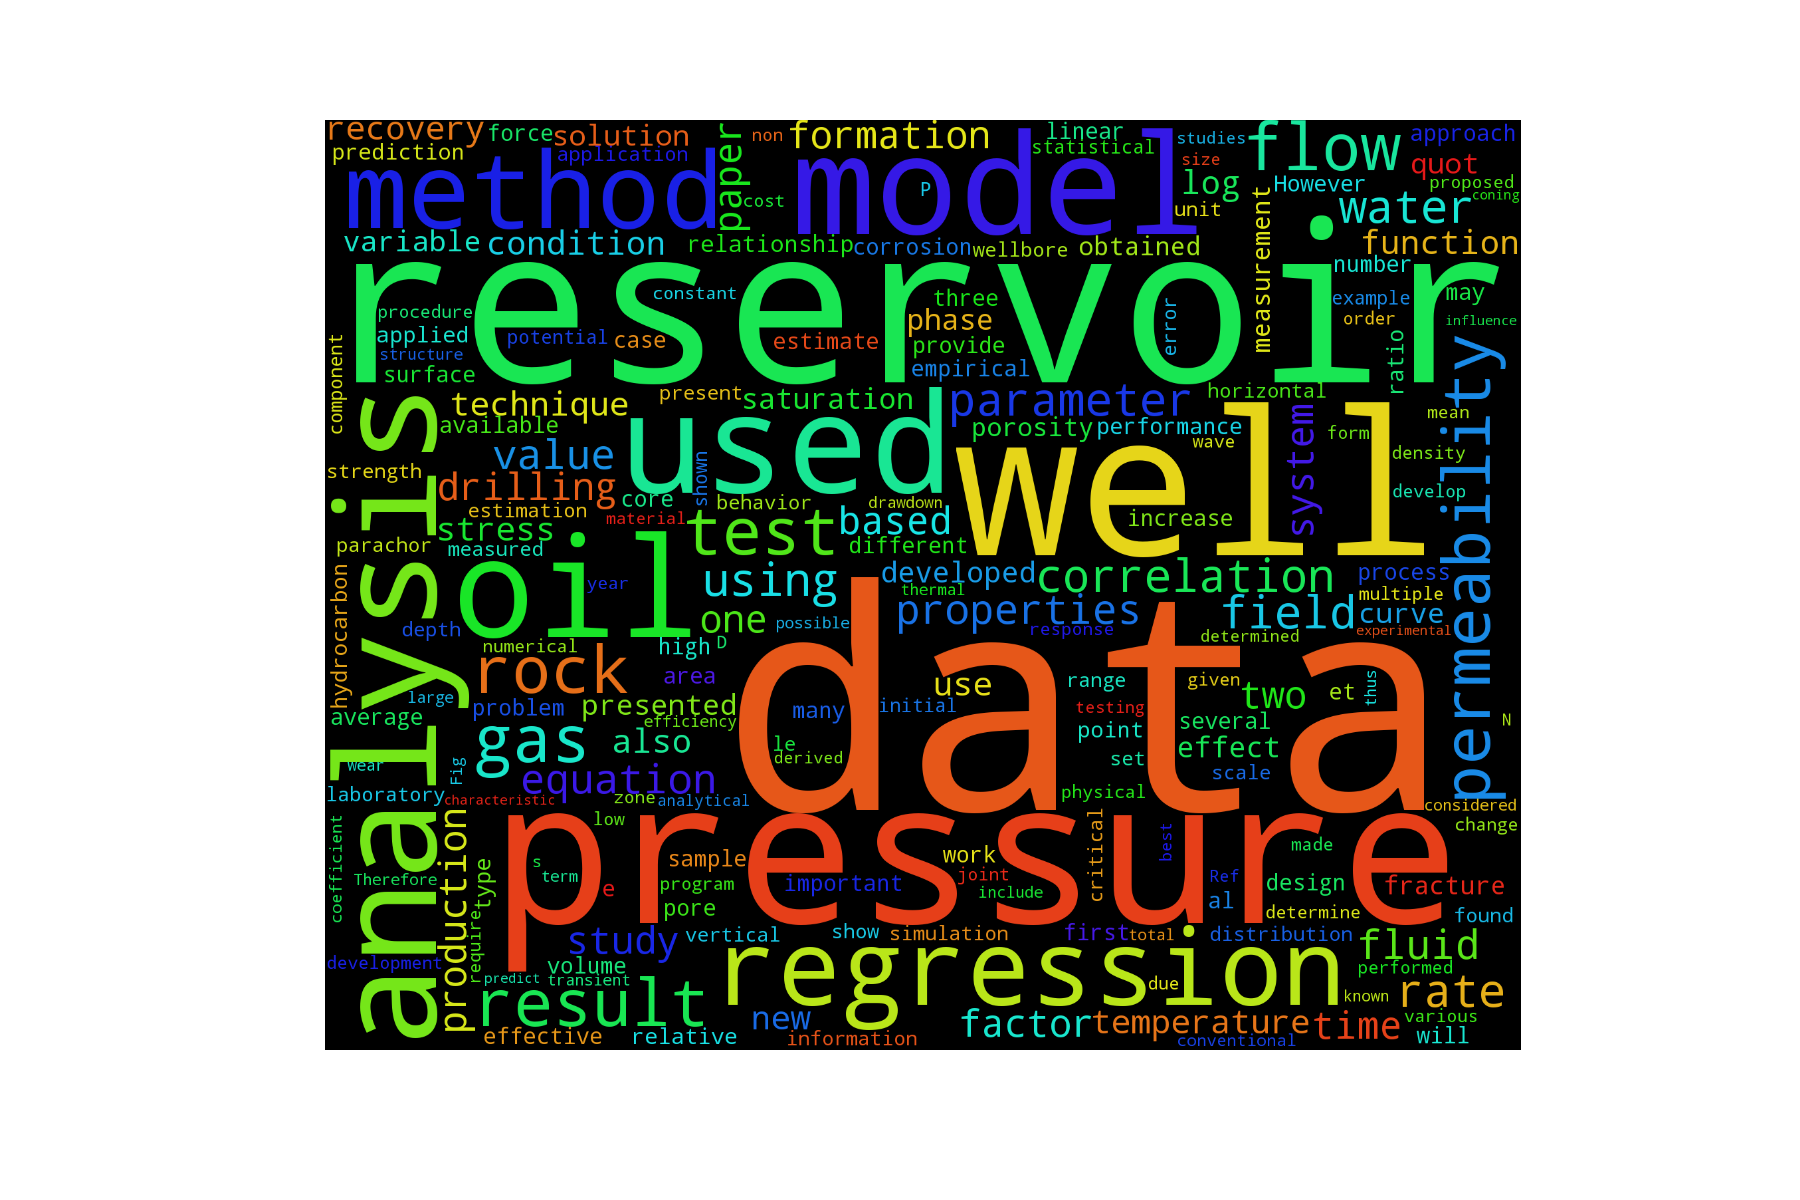 recovery
force
solution
non
formation
linear
studies
flow
approach
prediction
application
paper
statistical
size
quot
method
model
P
log
However
proposed
coning
cost
unit
water
variable
condition
relationship
corrosion
wellbore
obtained
measurement
function
reservoir
number
constant
three
error
example
may
procedure
order
influence
applied
potential
case
estimate
phase
provide
ratio
structure
component
surface
empirical
permeability
analysis
technique
present
saturation
parameter
horizontal
available
used
porosity
performance
system
mean
wave
form
value
well
density
strength
drilling
core
shown
behavior
drawdown
develop
estimation
material
test
based
increase
stress
oil
parachor
measured
different
hydrocarbon
year
using
developed
correlation
process
thermal
multiple
depth
one
possible
properties
field
curve
response
experimental
numerical
high
D
determined
rock
area
data
use
range
given
two
et
thus
large
problem
presented
many
initial
testing
average
efficiency
several
N
gas
also
le
point
effect
derived
set
wear
Fig
equation
scale
laboratory
characteristic
zone
analytical
physical
considered
low
pressure
critical
change
coefficient
production
type
sample
work
best
made
Therefore
s
term
e
program
important
joint
include
Ref
design
fracture
pore
al
determine
found
require
study
vertical
show
simulation
first
total
distribution
fluid
development
volume
regression
performed
predict
transient
due
known
rate
result
new
factor
temperature
time
various
effective
relative
information
conventional
will